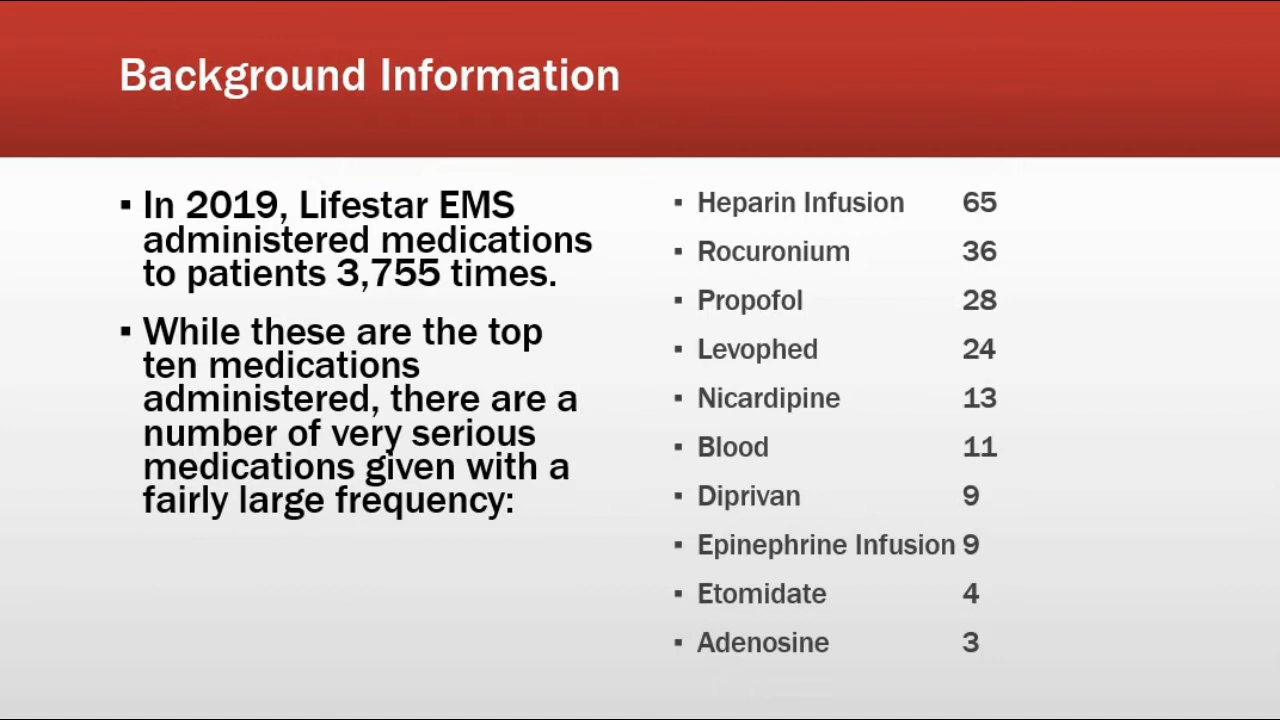 Background Information
▪ In 2019, Lifestar EMS
administered medications
to patients 3,755 times.
▪ While these are the top
ten medications
administered, there are a
number of very serious
medications given with a
fairly large frequency:
▪ Heparin Infusion 65
▪ Rocuronium 36
▪ Propofol 28
▪ Levophed 24
▪ Nicardipine 13
▪ Blood 11
▪ Diprivan 9
▪ Epinephrine Infusion 9
▪ Etomidate 4
▪ Adenosine 3